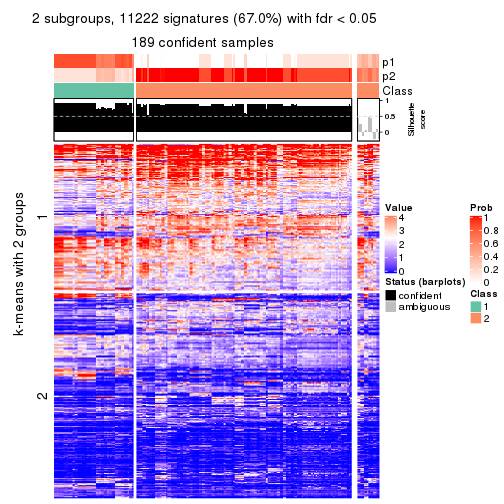 2 subgroups, 11222 signatures (67.0%) with fdr < 0.05
189 confident samples
p1
p2
Class
1
0.5
0
Silhouette
score
k-means with 2 groups
1
2
Value
4
3
2
1
0
Status (barplots)
confident
ambiguous
Prob
1
0.8
0.6
0.4
0.2
0
Class
1
2